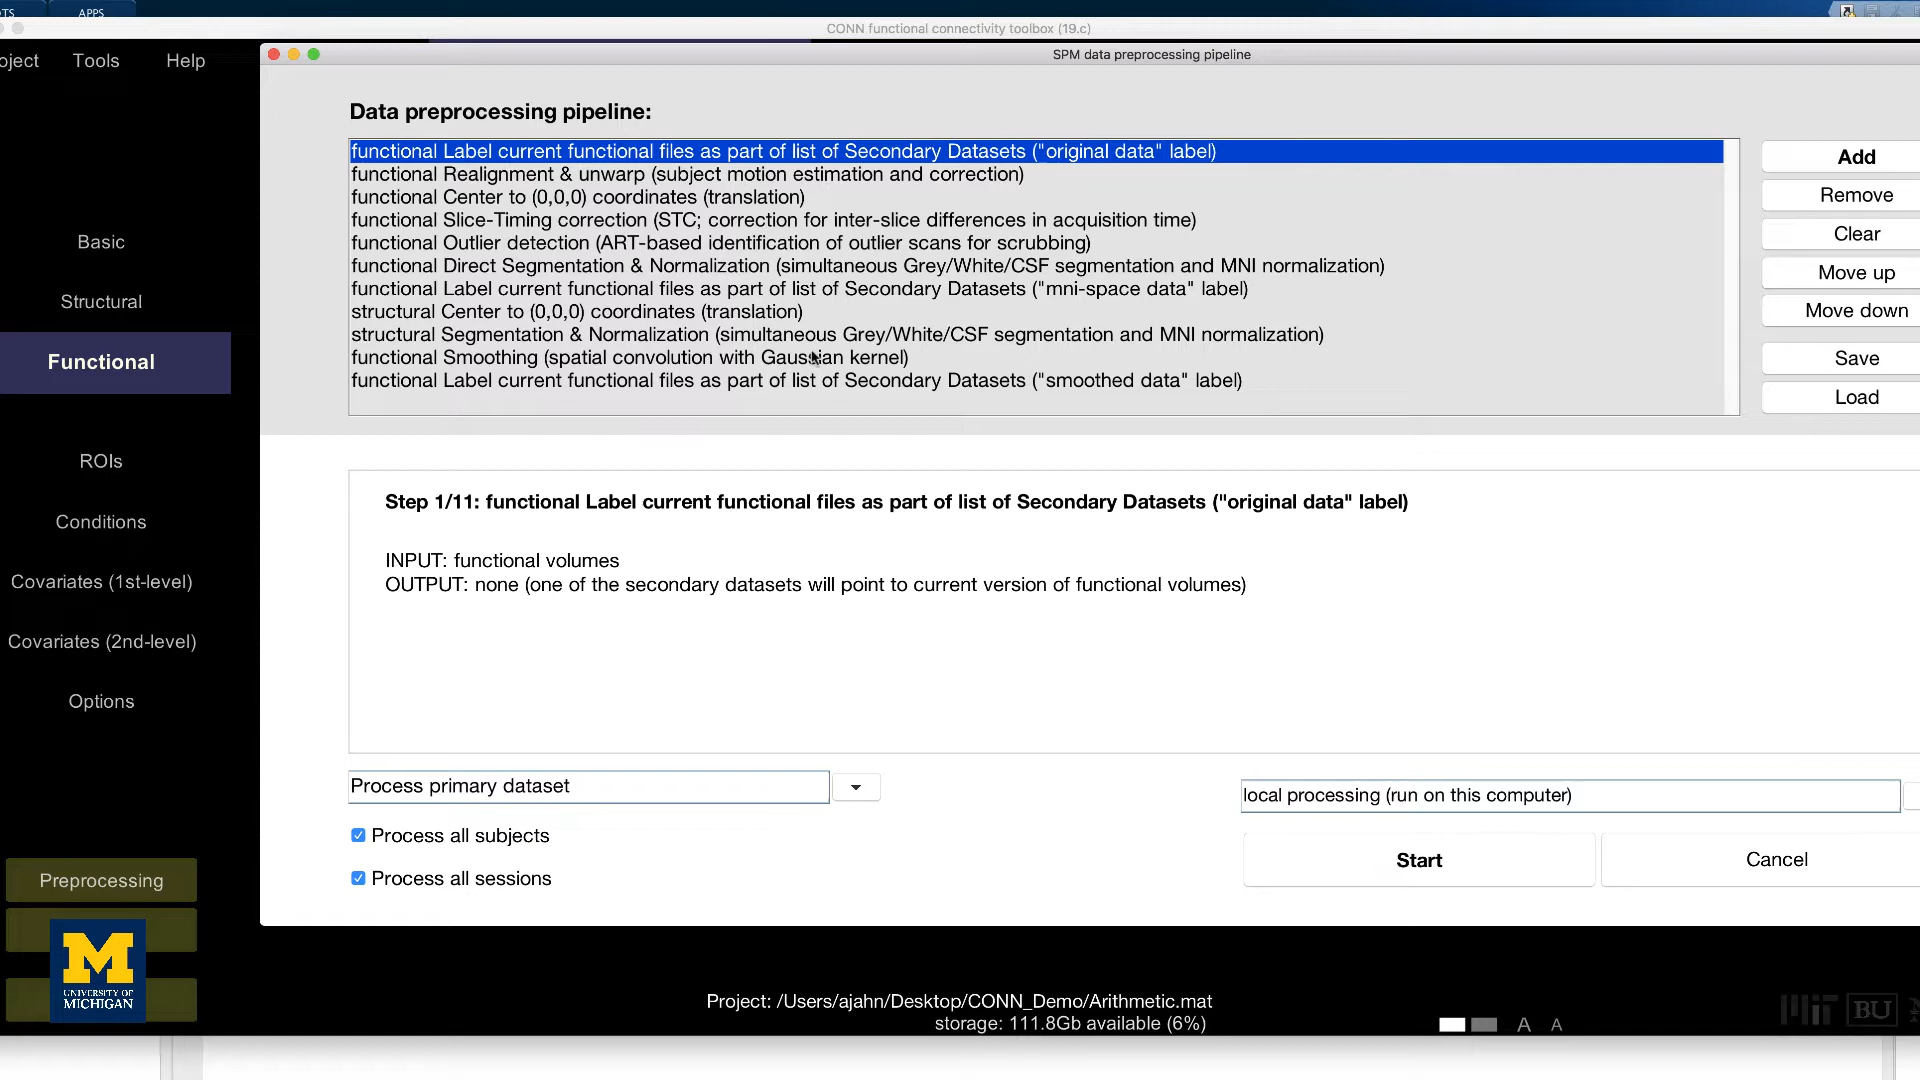 APPS
CONN functional connectivity toolbox (19.c)
Tools
Help
SPM data preprocessing pipeline
Data preprocessing pipeline:
functional Label current functional files as part of list of Secondary Datasets ("original data" label)
functional Realignment & unwarp (subject motion estimation and correction)
functional Center to (0,0,0) coordinates (translation)
functional Slice-Timing correction (STC; correction for inter-slice differences in acquisition time)
functional Outlier detection (ART-based identification of outlier scans for scrubbing)
functional Direct Segmentation & Normalization (simultaneous Grey/White/CSF segmentation and MNI normalization)
functional Label current functional files as part of list of Secondary Datasets ("mni-space data" label)
structural Center to (0,0,0) coordinates (translation)
structural Segmentation & Normalization (simultaneous Grey/White/CSF segmentation and MNI normalization)
functional Smoothing (spatial convolution with Gaussian kernel)
functional Label current functional files as part of list of Secondary Datasets ("smoothed data" label)
Add
Remove
Clear
Move up
Move down
Save
Load
Basic
Structural
Functional
ROIs
Conditions
Covariates (1st-level)
Covariates (2nd-level)
Options
Preprocessing
Step 1/11: functional Label current functional files as part of list of Secondary Datasets ("original data" label)
INPUT: functional volumes
OUTPUT: none (one of the secondary datasets will point to current version of functional volumes)
Process primary dataset
Process all subjects
Process all sessions
local processing (run on this computer)
Start
Cancel
M
UNIVERSITY OF
MICHIGAN
Project: /Users/ajahn/Desktop/CONN_Demo/Arithmetic.mat
storage: 111.8Gb available (6%)
A A
BU